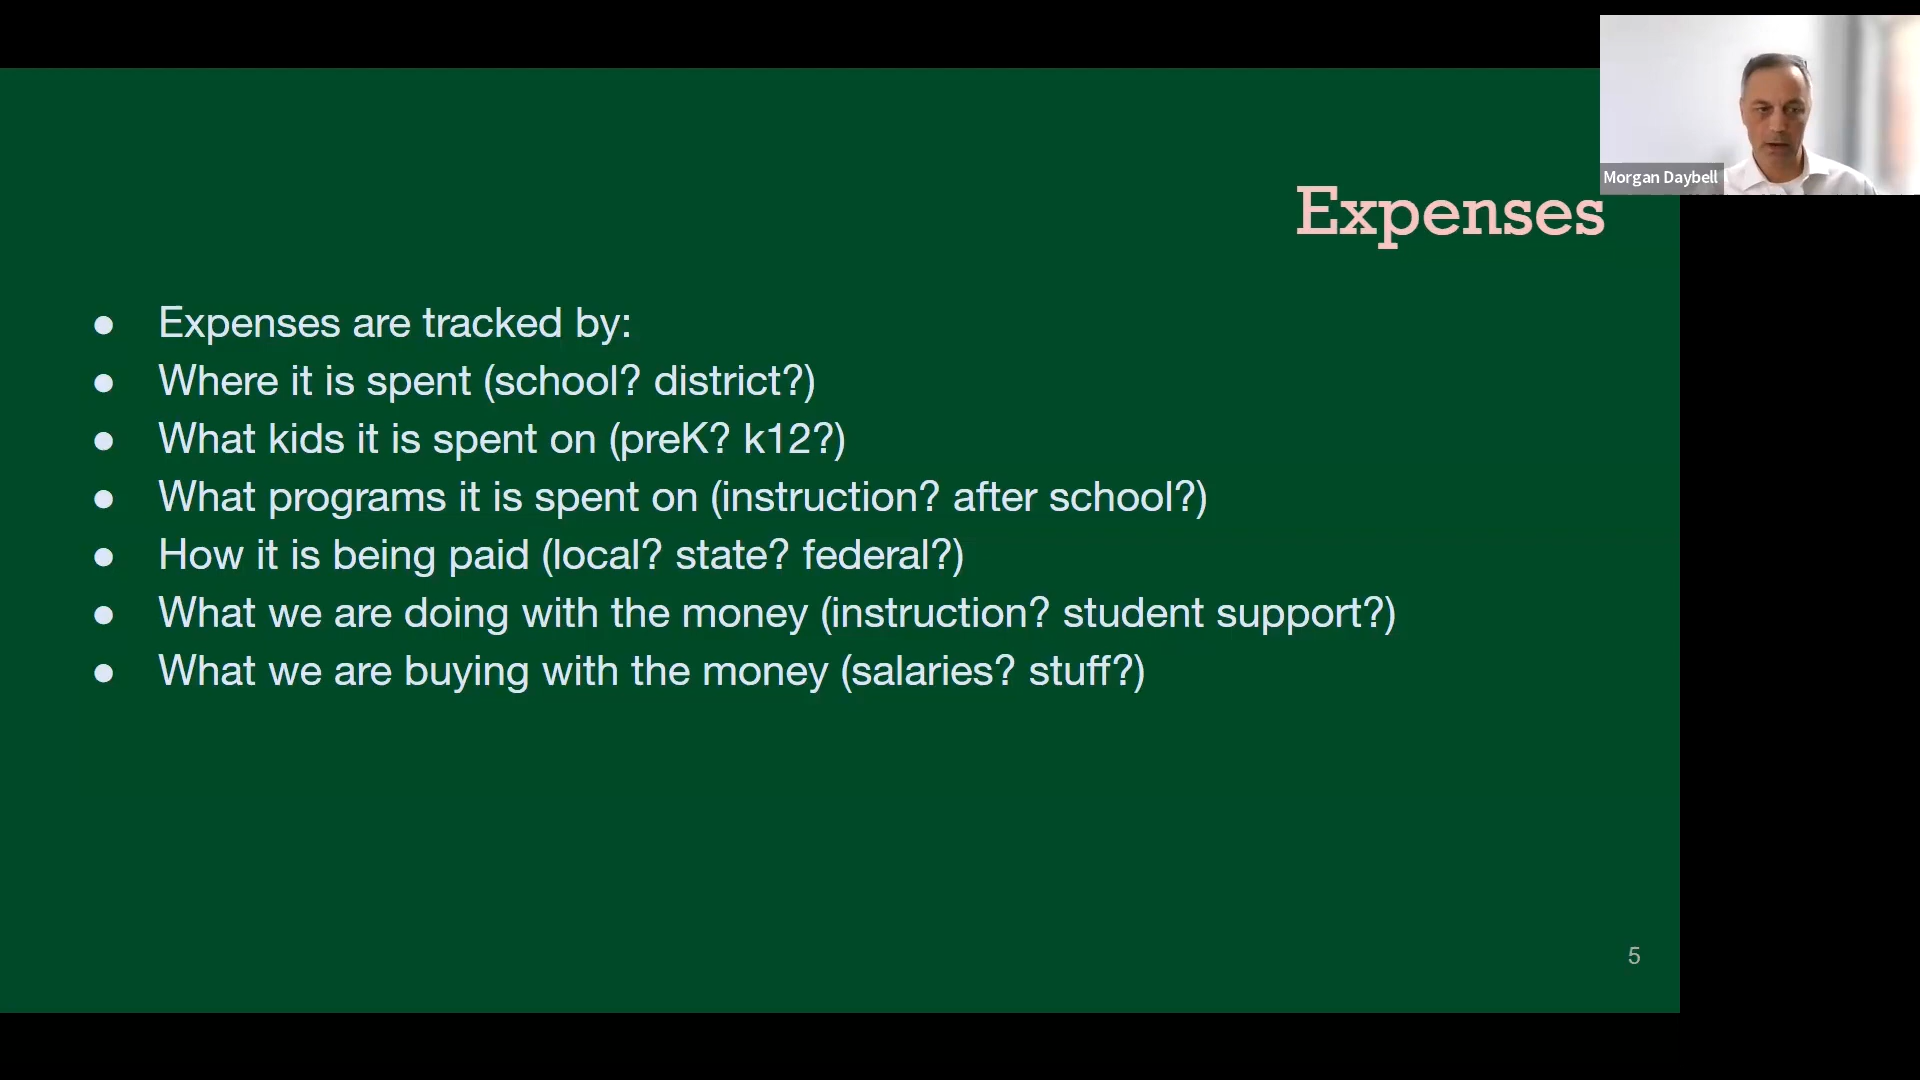 Morgan Daybell
Expenses
● Expenses are tracked by:
● Where it is spent (school? district?)
● What kids it is spent on (preK? k12?)
● What programs it is spent on (instruction? after school?)
● How it is being paid (local? state? federal?)
● What we are doing with the money (instruction? student support?)
● What we are buying with the money (salaries? stuff?)
5